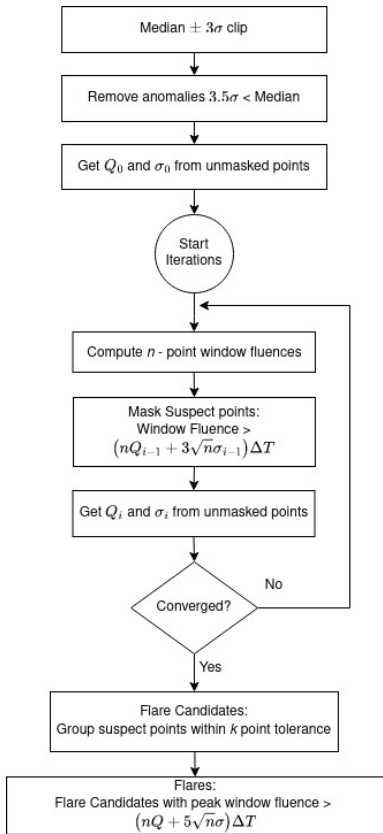 Median ± 3σ clip
Remove anomalies 3.5σ < Median
Get Q₀ and σ₀ from unmasked points
Start
Iterations
Compute n - point window fluences
Mask Suspect points:
Window Fluence >
(nQᵢ₋₁ + 3√nσᵢ₋₁)ΔT
Get Qᵢ and σᵢ from unmasked points
No
Converged?
Yes
Flare Candidates:
Group suspect points within k point tolerance
Flares:
Flare Candidates with peak window fluence >
(nQ + 5√nσ)ΔT